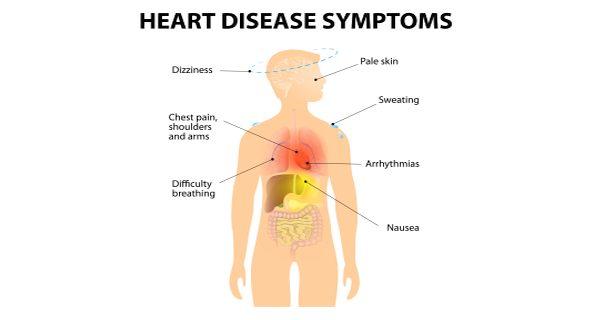 HEART DISEASE SYMPTOMS
Dizziness
Pale skin
Sweating
Chest pain,
shoulders
and arms
Arrhythmias
Difficulty
breathing
Nausea